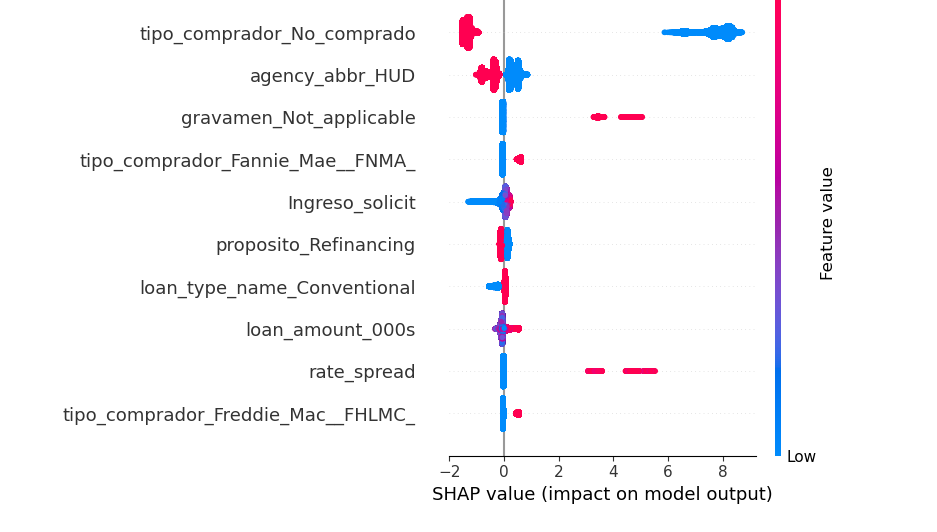 tipo_comprador_No_comprado
agency_abbr_HUD
gravamen_Not_applicable
tipo_comprador_Fannie_Mae__FNMA_
Ingreso_solicit
proposito_Refinancing
loan_type_name_Conventional
loan_amount_000s
rate_spread
tipo_comprador_Freddie_Mac__FHLMC_
−2 0 2 4 6 8
SHAP value (impact on model output)
Low
Feature value